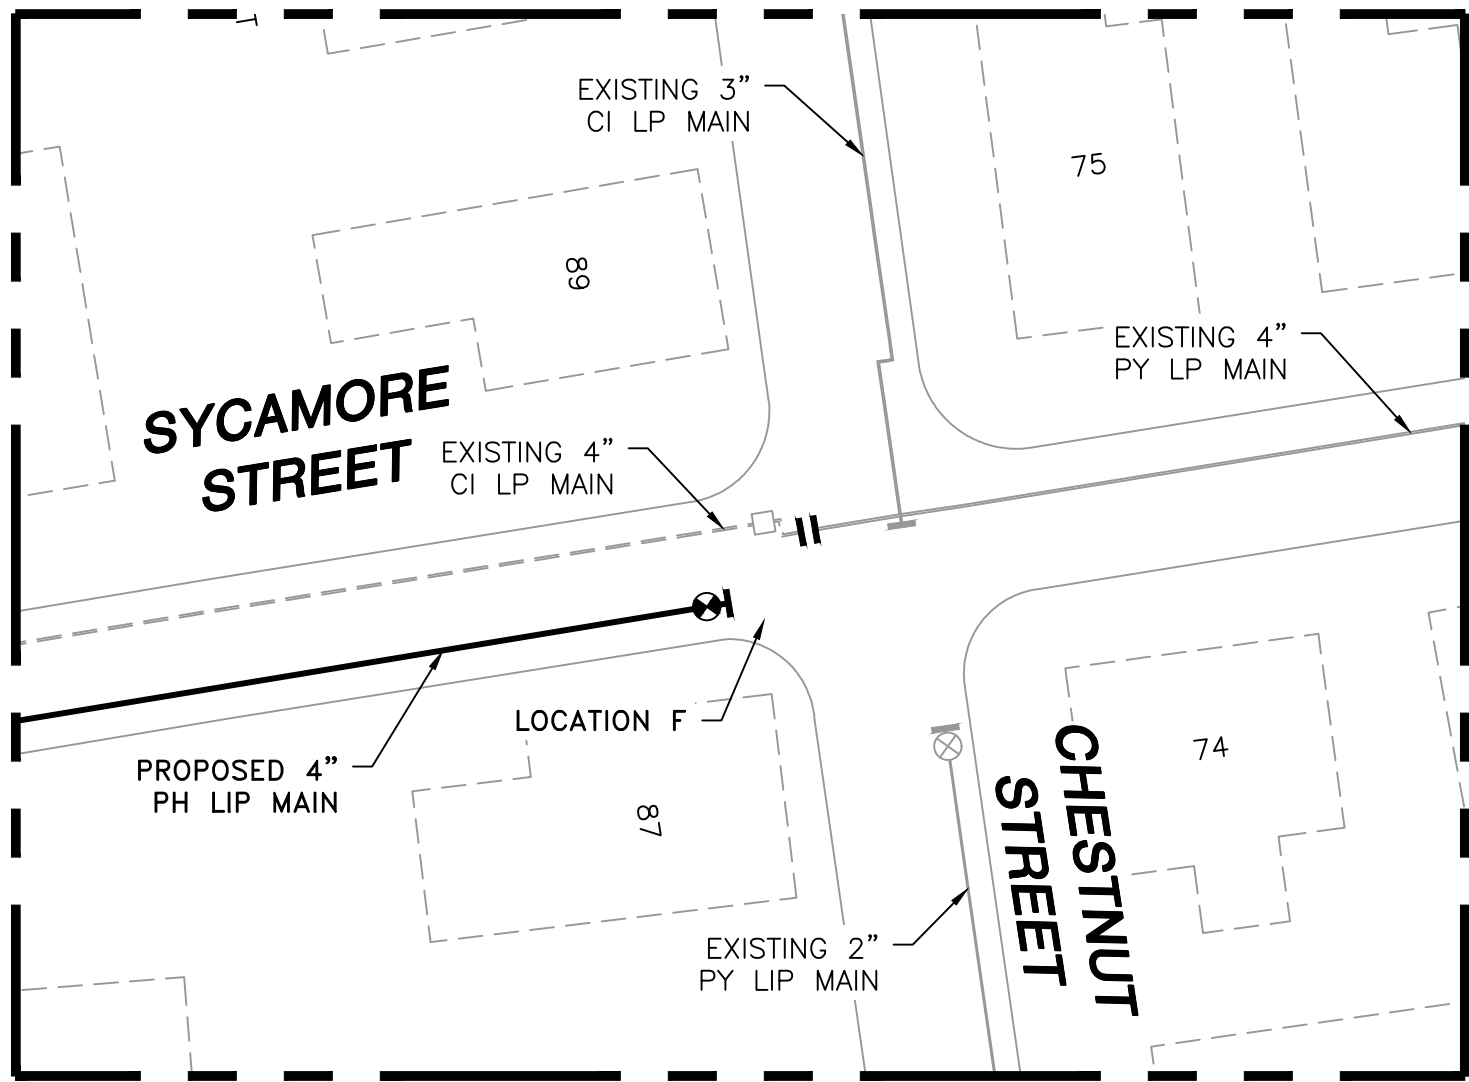 EXISTING 3”
CI LP MAIN
75
89
EXISTING 4”
PY LP MAIN
SYCAMORE
STREET
EXISTING 4”
CI LP MAIN
LOCATION F
PROPOSED 4”
PH LIP MAIN
87
74
CHESTNUT
STREET
EXISTING 2”
PY LIP MAIN